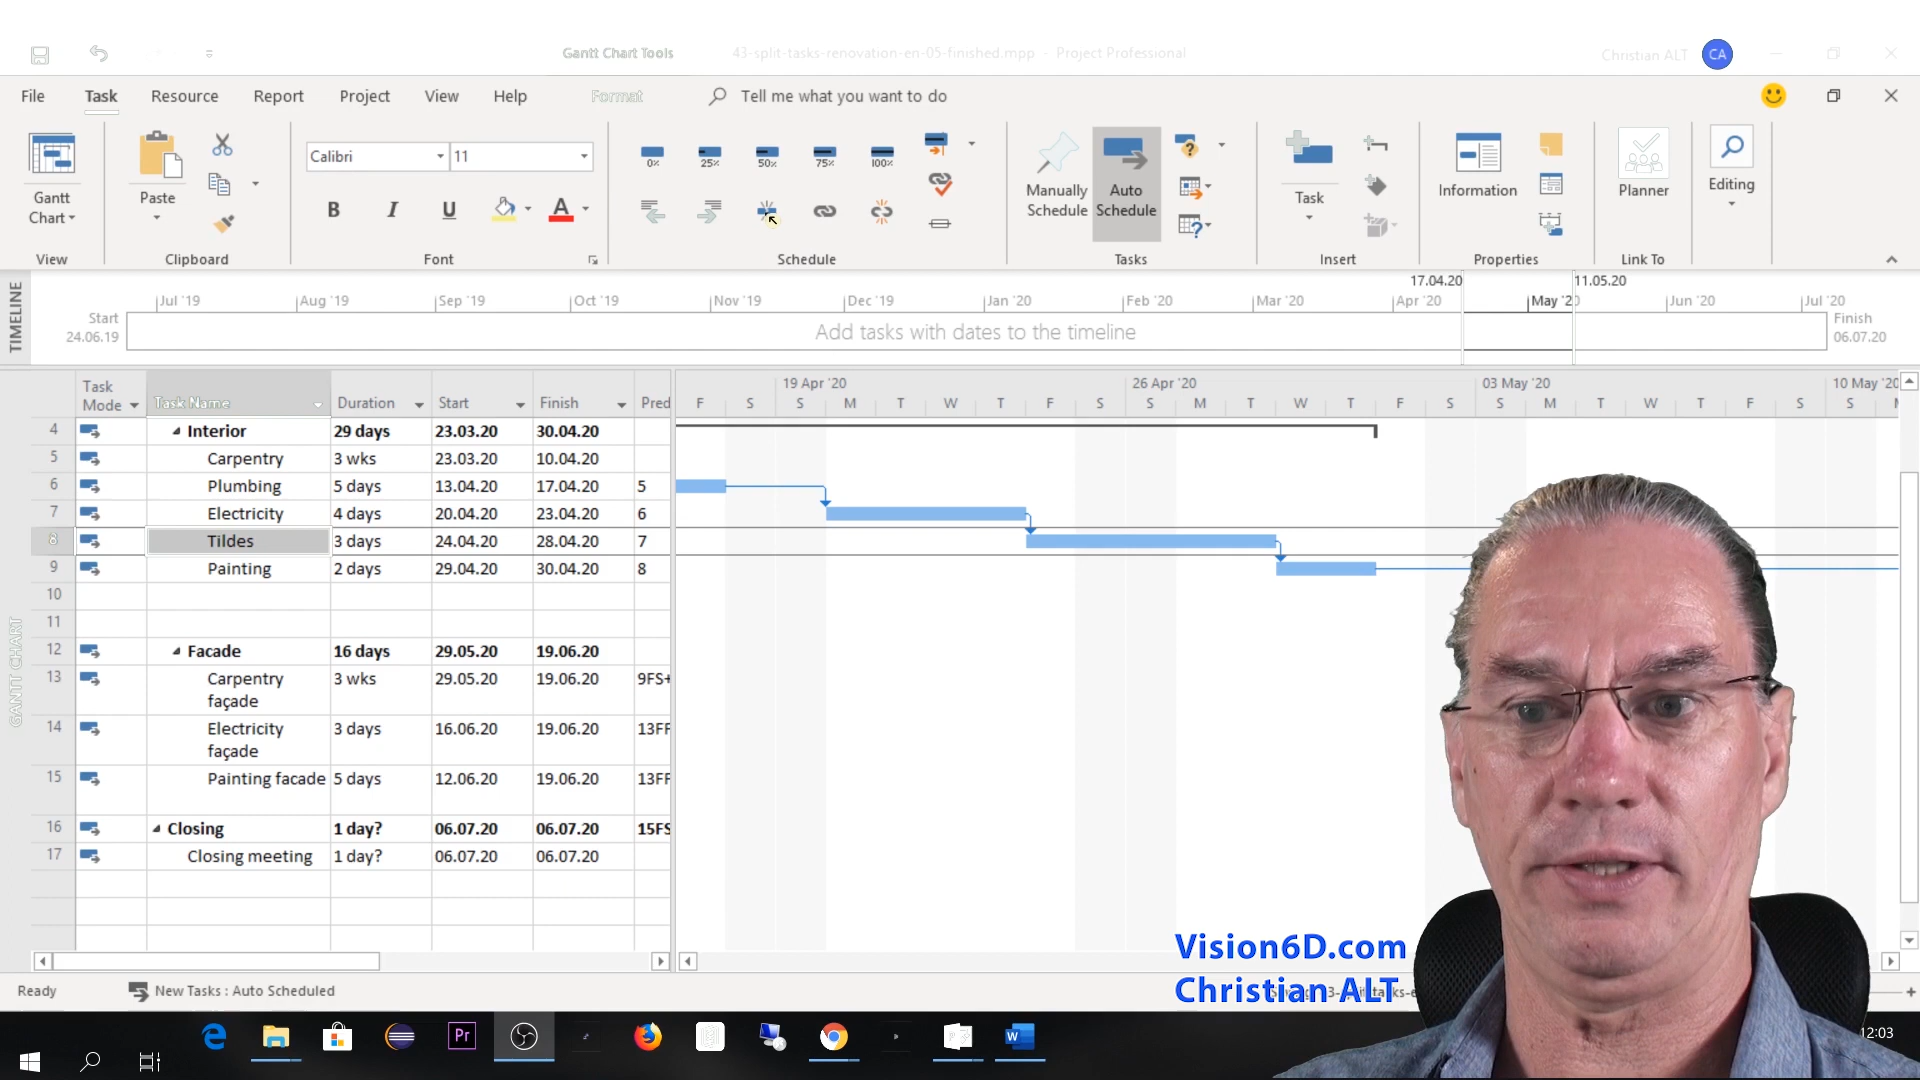 Gantt Chart Tools 43-split-tasks-renovation-en-05-finished.mpp - Project Professional Christian ALT CA
File Task Resource Report Project View Help Format Tell me what you want to do
Calibri 11
0% 25% 50% 75% 100%
Gantt Chart Paste B I U A Manually Schedule Auto Schedule Task Information Planner Editing
View Clipboard Font Schedule Tasks Insert Properties Link To
TIMELINE
17.04.20 11.05.20
Jul '19 Aug '19 Sep '19 Oct '19 Nov '19 Dec '19 Jan '20 Feb '20 Mar '20 Apr '20 May '20 Jun '20 Jul '20
Start 24.06.19 Add tasks with dates to the timeline Finish 06.07.20
Task Mode Task Name Duration Start Finish Pred
19 Apr '20 26 Apr '20 03 May '20 10 May '20
F S S M T W T F S S M T W T F S S M T W T F S S M
GANTT CHART
4 Interior 29 days 23.03.20 30.04.20
5 Carpentry 3 wks 23.03.20 10.04.20
6 Plumbing 5 days 13.04.20 17.04.20 5
7 Electricity 4 days 20.04.20 23.04.20 6
8 Tildes 3 days 24.04.20 28.04.20 7
9 Painting 2 days 29.04.20 30.04.20 8
10
11
12 Facade 16 days 29.05.20 19.06.20
13 Carpentry façade 3 wks 29.05.20 19.06.20 9FS+
14 Electricity façade 3 days 16.06.20 19.06.20 13FF
15 Painting facade 5 days 12.06.20 19.06.20 13FF
16 Closing 1 day? 06.07.20 06.07.20 15FS
17 Closing meeting 1 day? 06.07.20 06.07.20
Vision6D.com
Christian ALT
Ready New Tasks : Auto Scheduled
Pr W 12:03